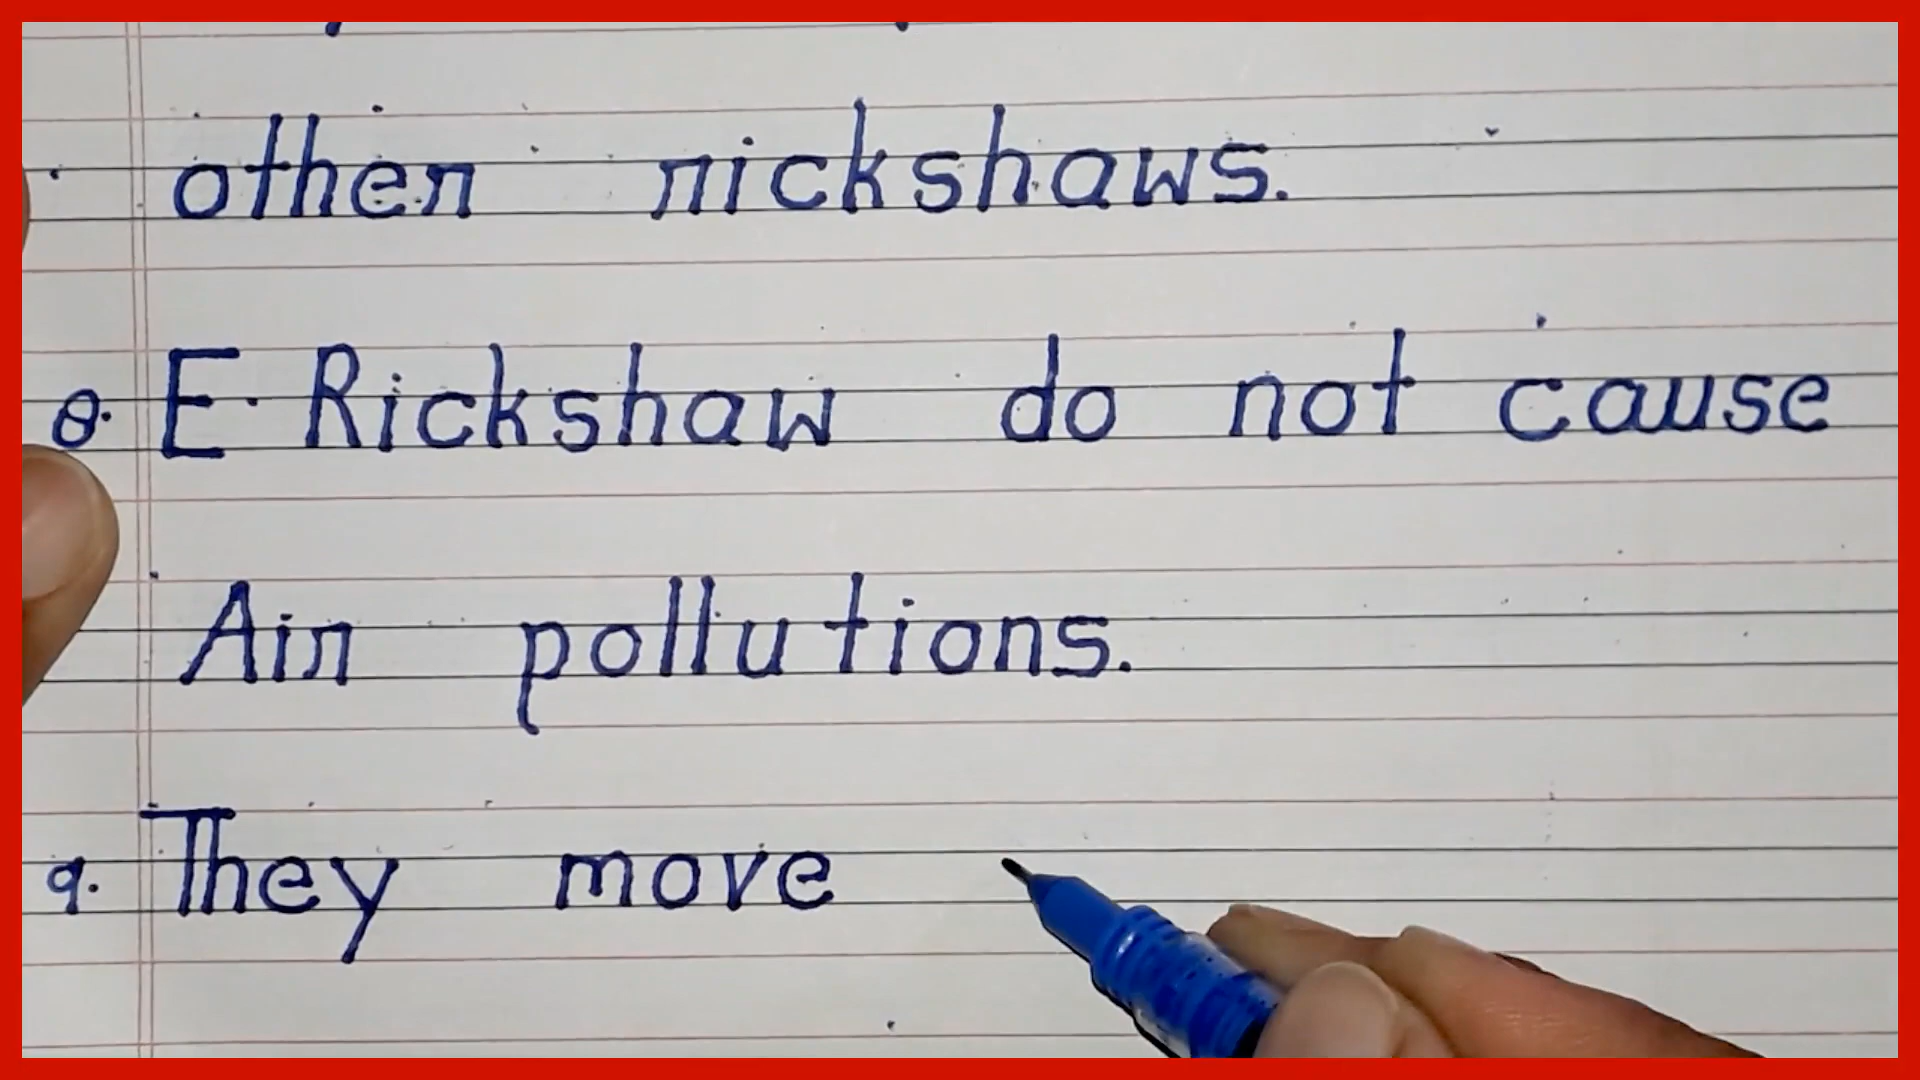 other rickshaws.
8. E. Rickshaw do not cause
Air pollutions.
9. They move